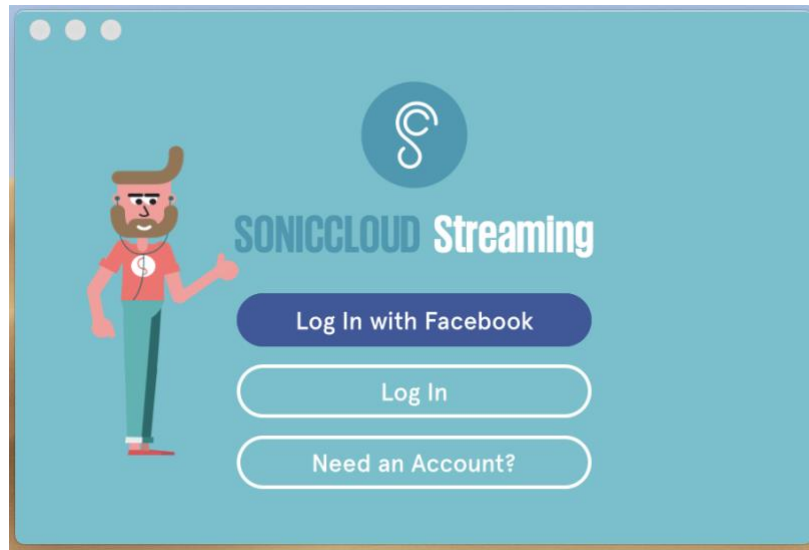 SONICCLOUD Streaming
Log In with Facebook
Log In
Need an Account?